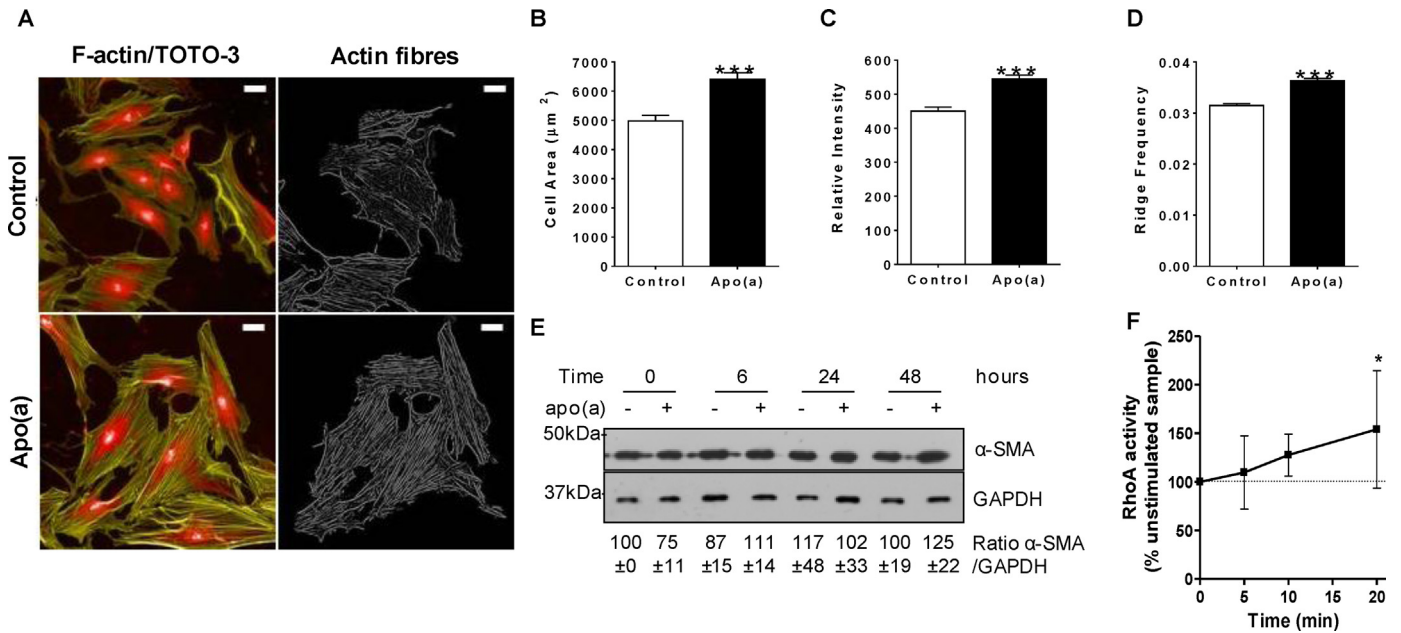 A
F-actin/TOTO-3
Actin fibres
Control
Apo(a)
B
Cell Area (μm²)
7000
6000
5000
4000
3000
2000
1000
0
Control
Apo(a)
***
C
Relative Intensity
600
500
400
300
200
100
0
Control
Apo(a)
***
D
Ridge Frequency
0.04
0.03
0.02
0.01
0.00
Control
Apo(a)
***
E
Time 0 6 24 48 hours
apo(a) - + - + - + - +
50kDa
α-SMA
37kDa
GAPDH
100 75 87 111 117 102 100 125 Ratio α-SMA
±0 ±11 ±15 ±14 ±48 ±33 ±19 ±22 /GAPDH
F
RhoA activity
(% unstimulated sample)
250
200
150
100
50
0
*
0 5 10 15 20
Time (min)